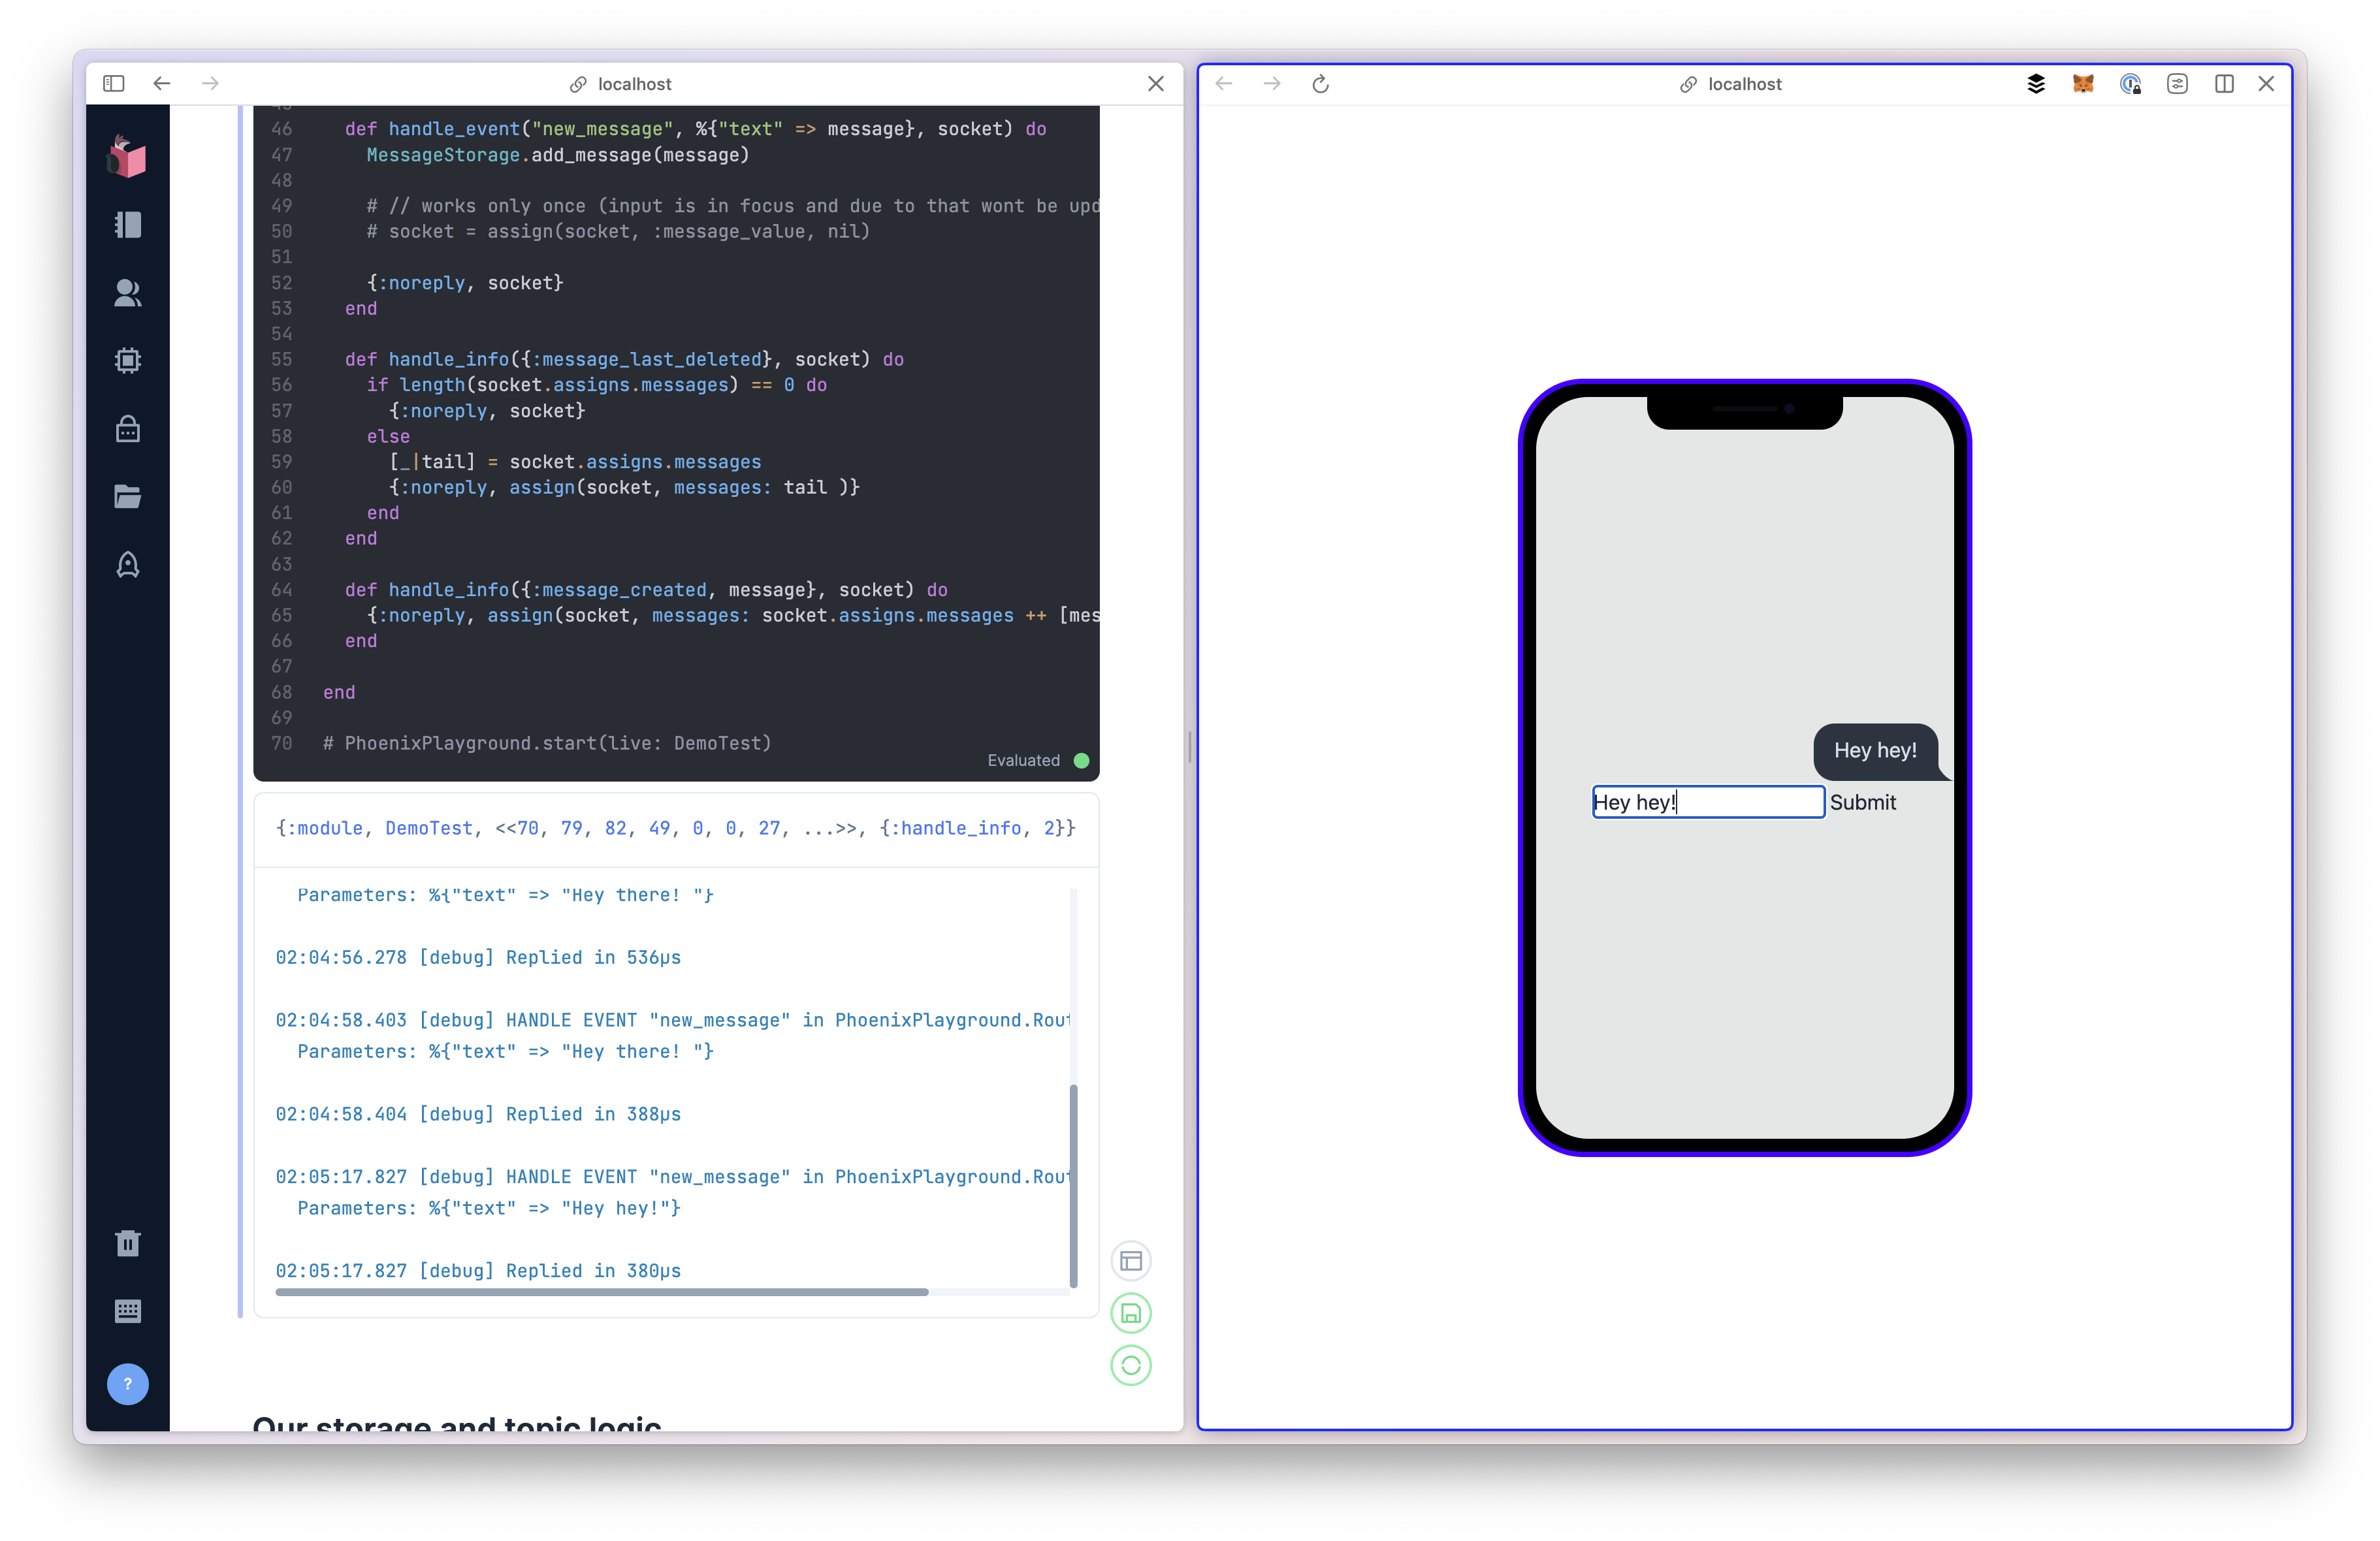 localhost
46 def handle_event("new_message", %{"text" => message}, socket) do
47 MessageStorage.add_message(message)
48
49 # // works only once (input is in focus and due to that wont be upd
50 # socket = assign(socket, :message_value, nil)
51
52 {:noreply, socket}
53 end
54
55 def handle_info({:message_last_deleted}, socket) do
56 if length(socket.assigns.messages) == 0 do
57 {:noreply, socket}
58 else
59 [_|tail] = socket.assigns.messages
60 {:noreply, assign(socket, messages: tail )}
61 end
62 end
63
64 def handle_info({:message_created, message}, socket) do
65 {:noreply, assign(socket, messages: socket.assigns.messages ++ [mes
66 end
67
68 end
69
70 # PhoenixPlayground.start(live: DemoTest)
Evaluated
{:module, DemoTest, <<70, 79, 82, 49, 0, 0, 27, ...>>, {:handle_info, 2}}
Parameters: %{"text" => "Hey there! "}
02:04:56.278 [debug] Replied in 536µs
02:04:58.403 [debug] HANDLE EVENT "new_message" in PhoenixPlayground.Rout
Parameters: %{"text" => "Hey there! "}
02:04:58.404 [debug] Replied in 388µs
02:05:17.827 [debug] HANDLE EVENT "new_message" in PhoenixPlayground.Rout
Parameters: %{"text" => "Hey hey!"}
02:05:17.827 [debug] Replied in 380µs
?
Our storage and topic logic
localhost
Hey hey!
Hey hey! Submit